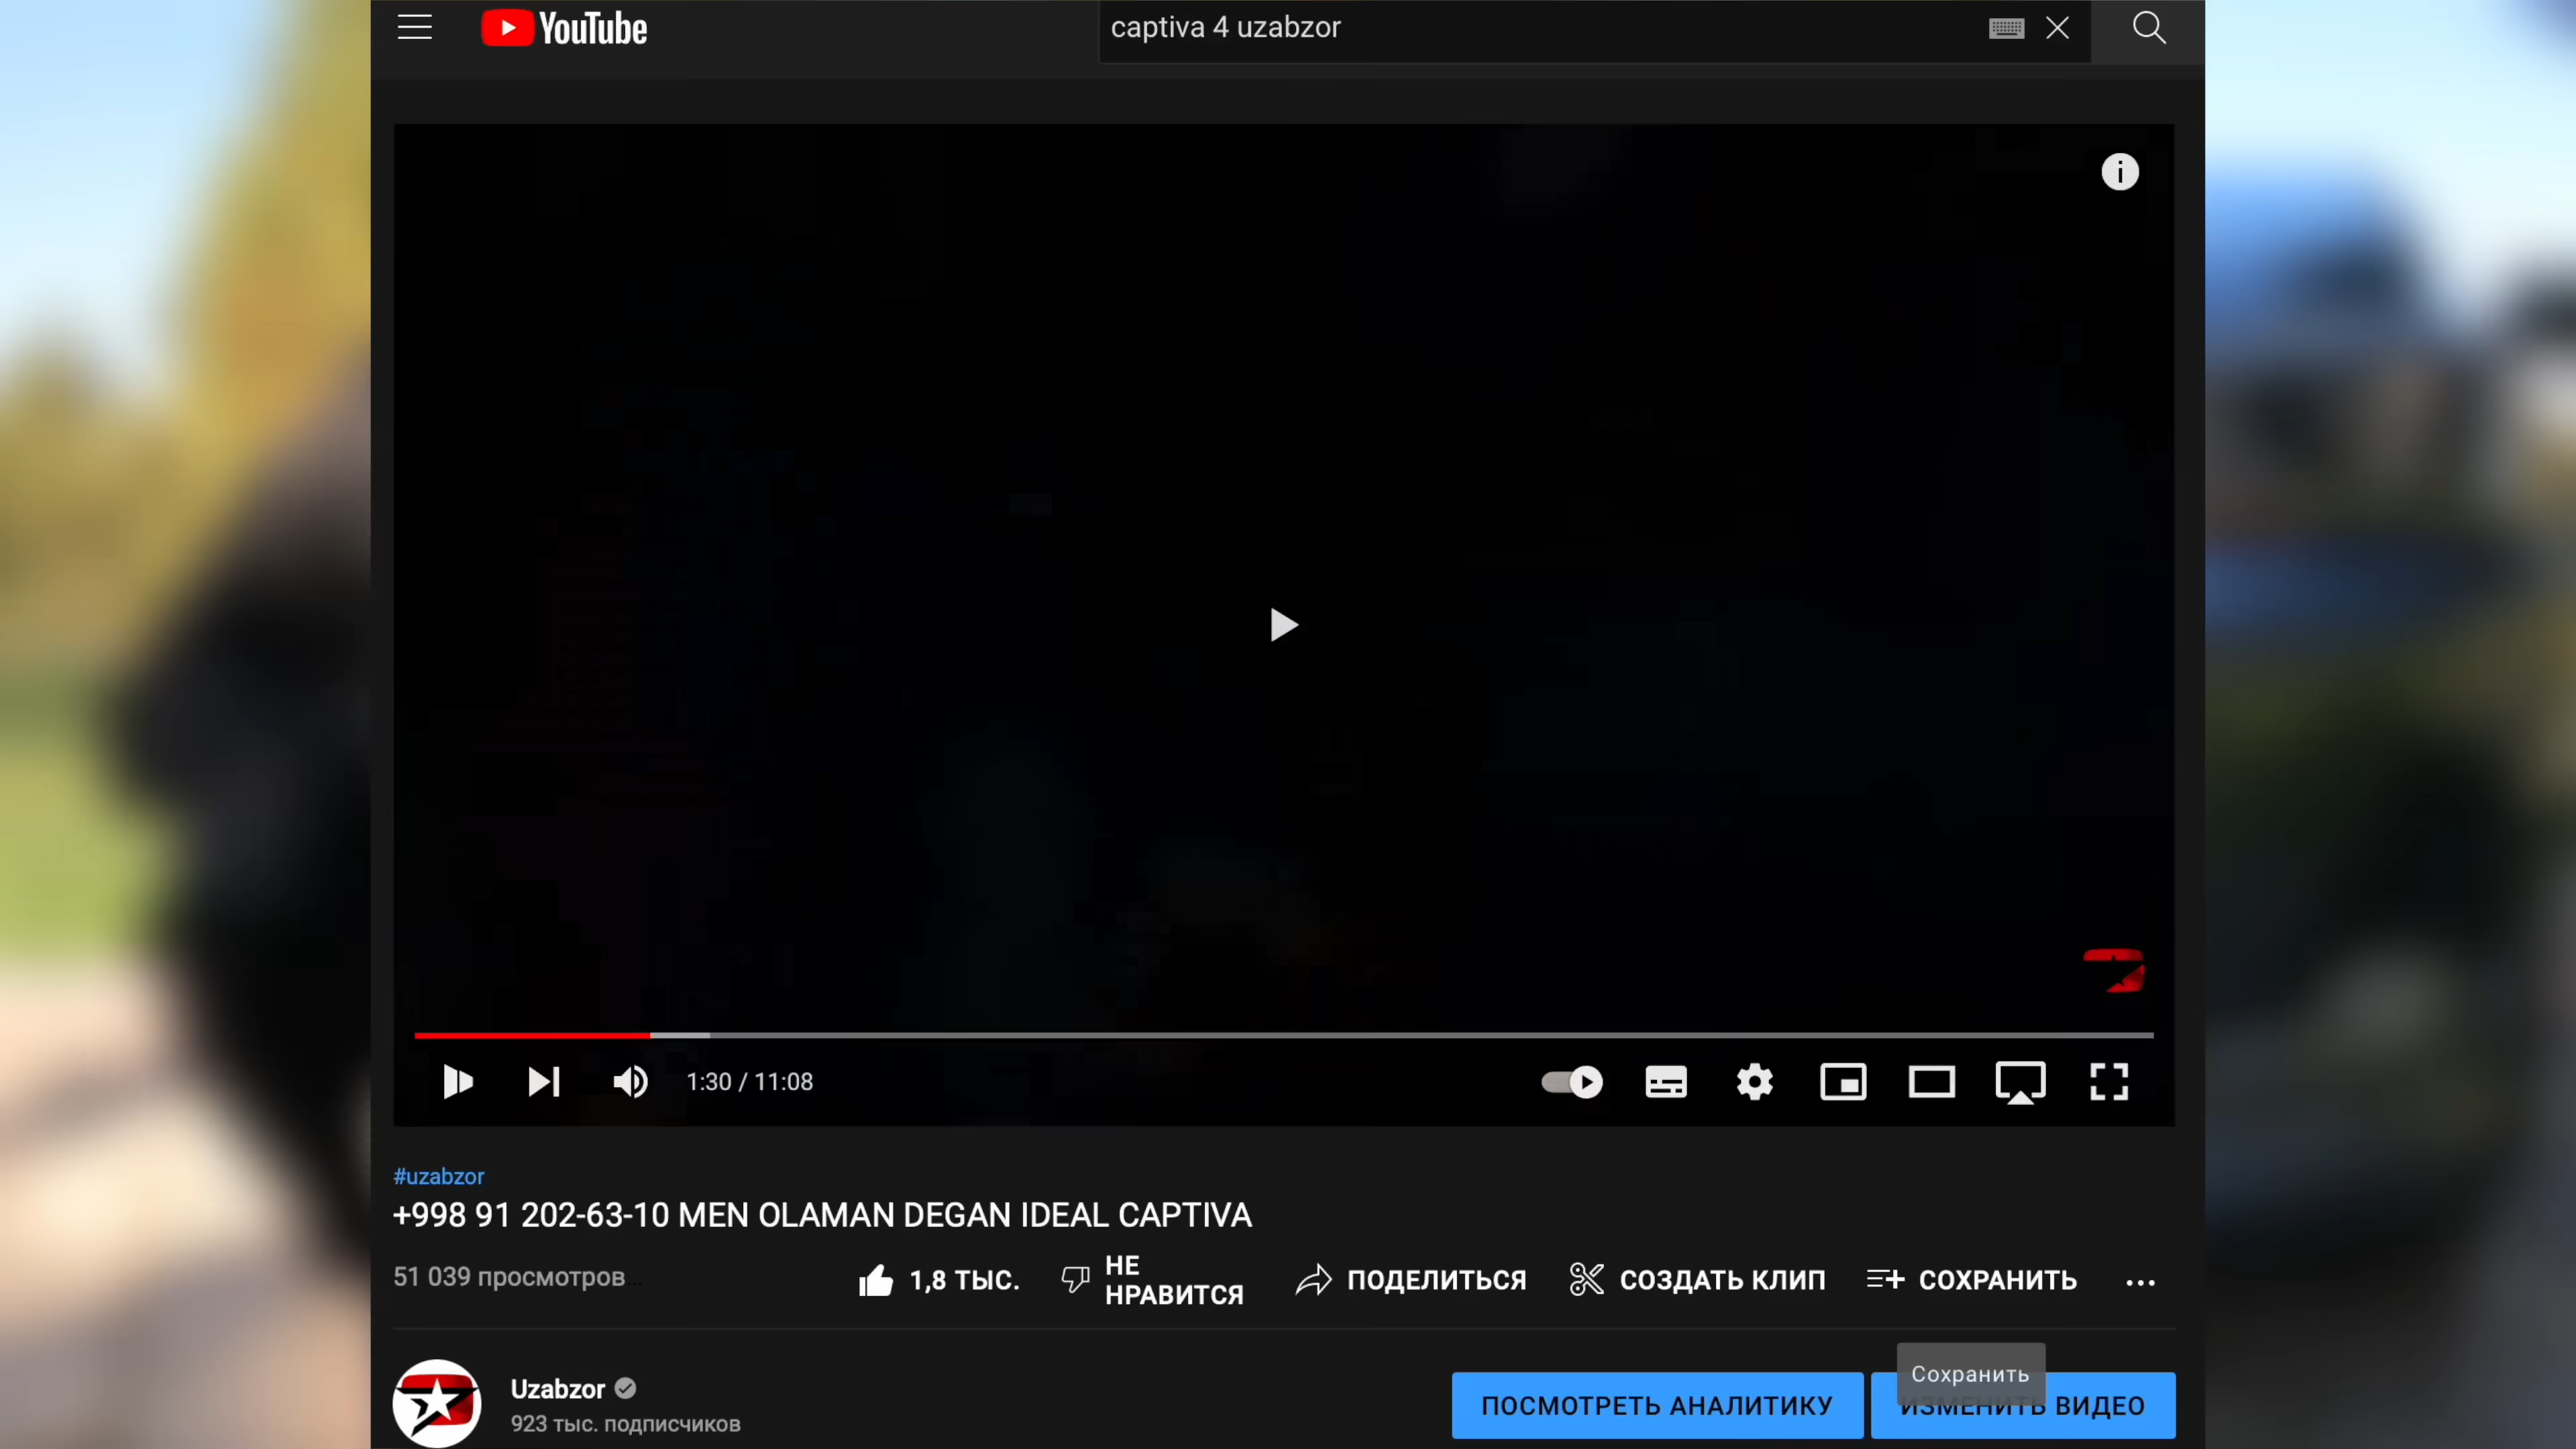 YouTube
captiva 4 uzabzor
1:30 / 11:08
#uzabzor
+998 91 202-63-10 MEN OLAMAN DEGAN IDEAL CAPTIVA
51 039 просмотров
1,8 ТЫС.
НЕ
НРАВИТСЯ
ПОДЕЛИТЬСЯ
СОЗДАТЬ КЛИП
СОХРАНИТЬ
Сохранить
Uzabzor
923 тыс. подписчиков
ПОСМОТРЕТЬ АНАЛИТИКУ
ИЗМЕНИТЬ ВИДЕО